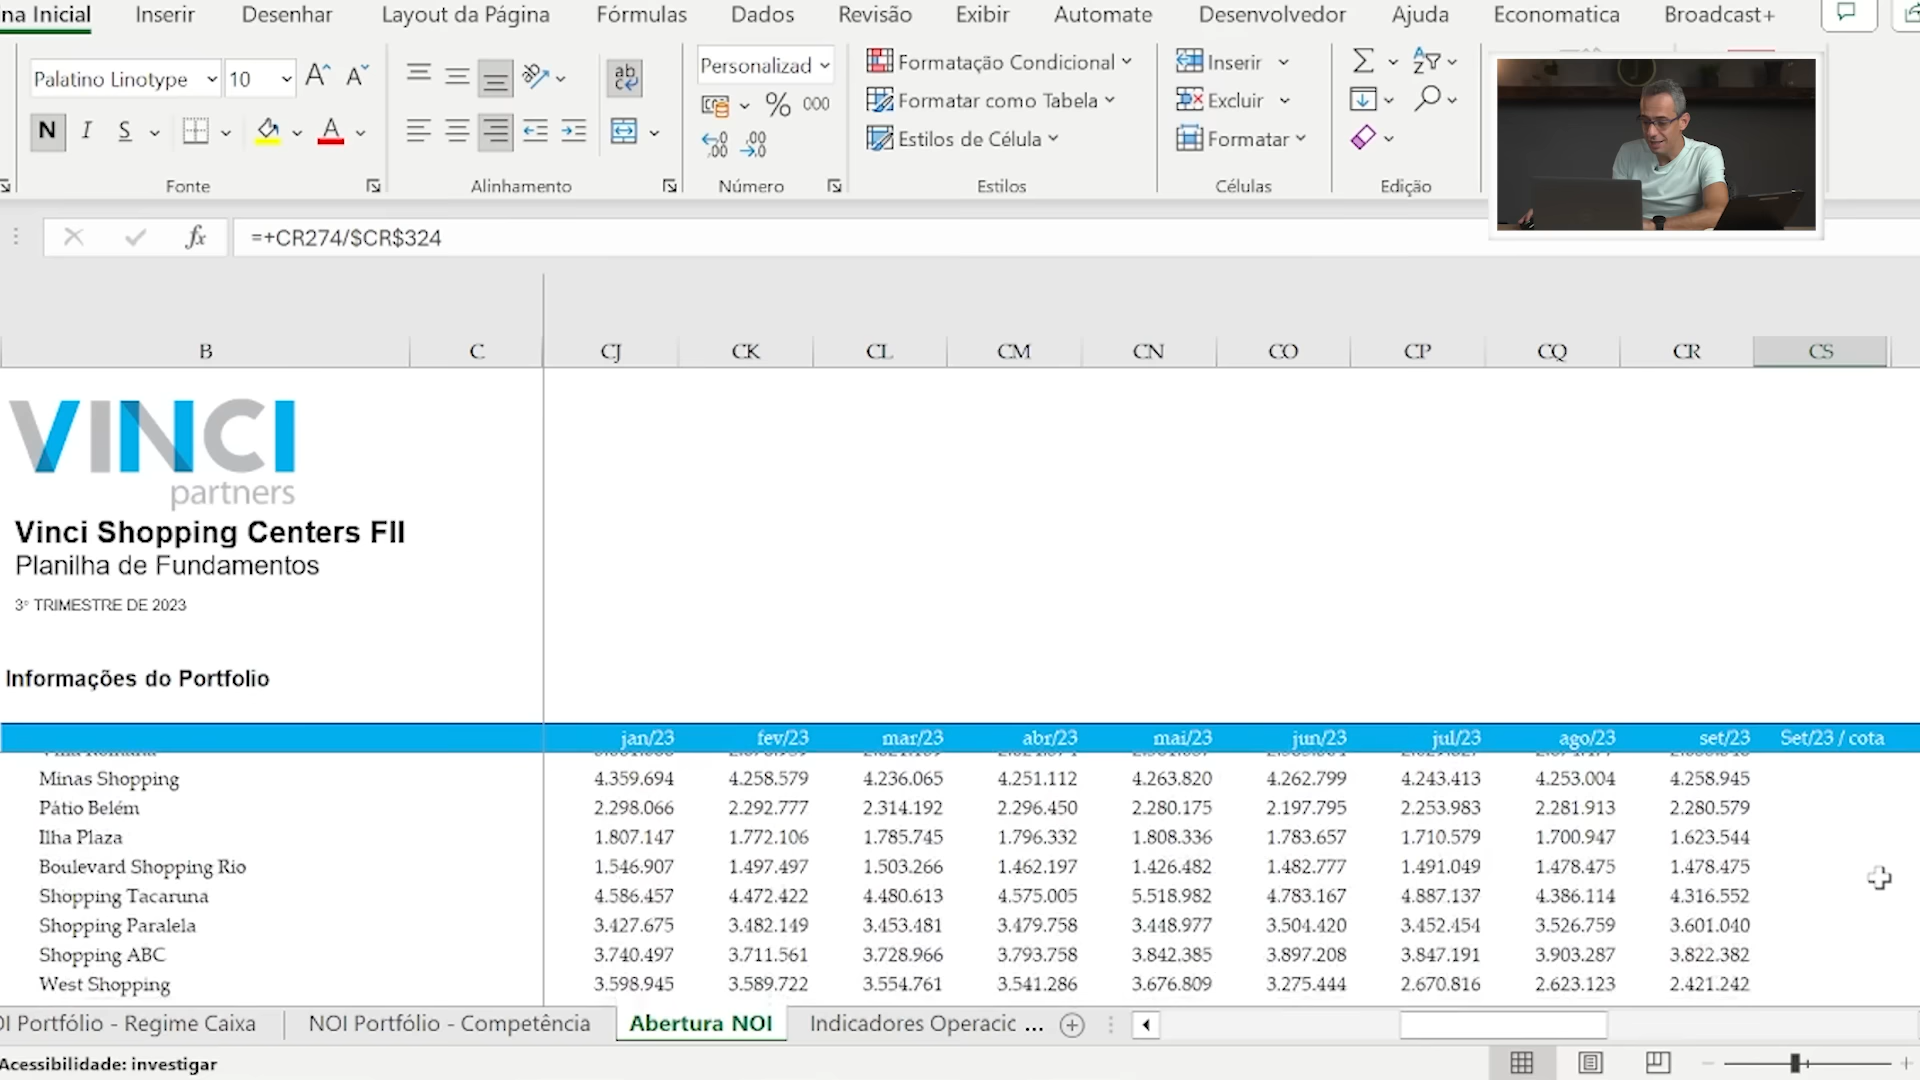 na Inicial Inserir Desenhar Layout da Página Fórmulas Dados Revisão Exibir Automate Desenvolvedor Ajuda Economatica Broadcast+
Palatino Linotype 10 Personalizad Formatação Condicional Inserir
% 000 Formatar como Tabela Excluir
N I S Estilos de Célula Formatar
Fonte Alinhamento Número Estilos Células Edição
fx =+CR274/$CR$324
B C CJ CK CL CM CN CO CP CQ CR CS
VINCI
partners
Vinci Shopping Centers FII
Planilha de Fundamentos
3º TRIMESTRE DE 2023
Informações do Portfolio
jan/23 fev/23 mar/23 abr/23 mai/23 jun/23 jul/23 ago/23 set/23 Set/23 / cota
Minas Shopping 4.359.694 4.258.579 4.236.065 4.251.112 4.263.820 4.262.799 4.243.413 4.253.004 4.258.945
Pátio Belém 2.298.066 2.292.777 2.314.192 2.296.450 2.280.175 2.197.795 2.253.983 2.281.913 2.280.579
Ilha Plaza 1.807.147 1.772.106 1.785.745 1.796.332 1.808.336 1.783.657 1.710.579 1.700.947 1.623.544
Boulevard Shopping Rio 1.546.907 1.497.497 1.503.266 1.462.197 1.426.482 1.482.777 1.491.049 1.478.475 1.478.475
Shopping Tacaruna 4.586.457 4.472.422 4.480.613 4.575.005 5.518.982 4.783.167 4.887.137 4.386.114 4.316.552
Shopping Paralela 3.427.675 3.482.149 3.453.481 3.479.758 3.448.977 3.504.420 3.452.454 3.526.759 3.601.040
Shopping ABC 3.740.497 3.711.561 3.728.966 3.793.758 3.842.385 3.897.208 3.847.191 3.903.287 3.822.382
West Shopping 3.598.945 3.589.722 3.554.761 3.541.286 3.676.809 3.275.444 2.670.816 2.623.123 2.421.242
OI Portfólio - Regime Caixa NOI Portfólio - Competência Abertura NOI Indicadores Operacic ...
Acessibilidade: investigar